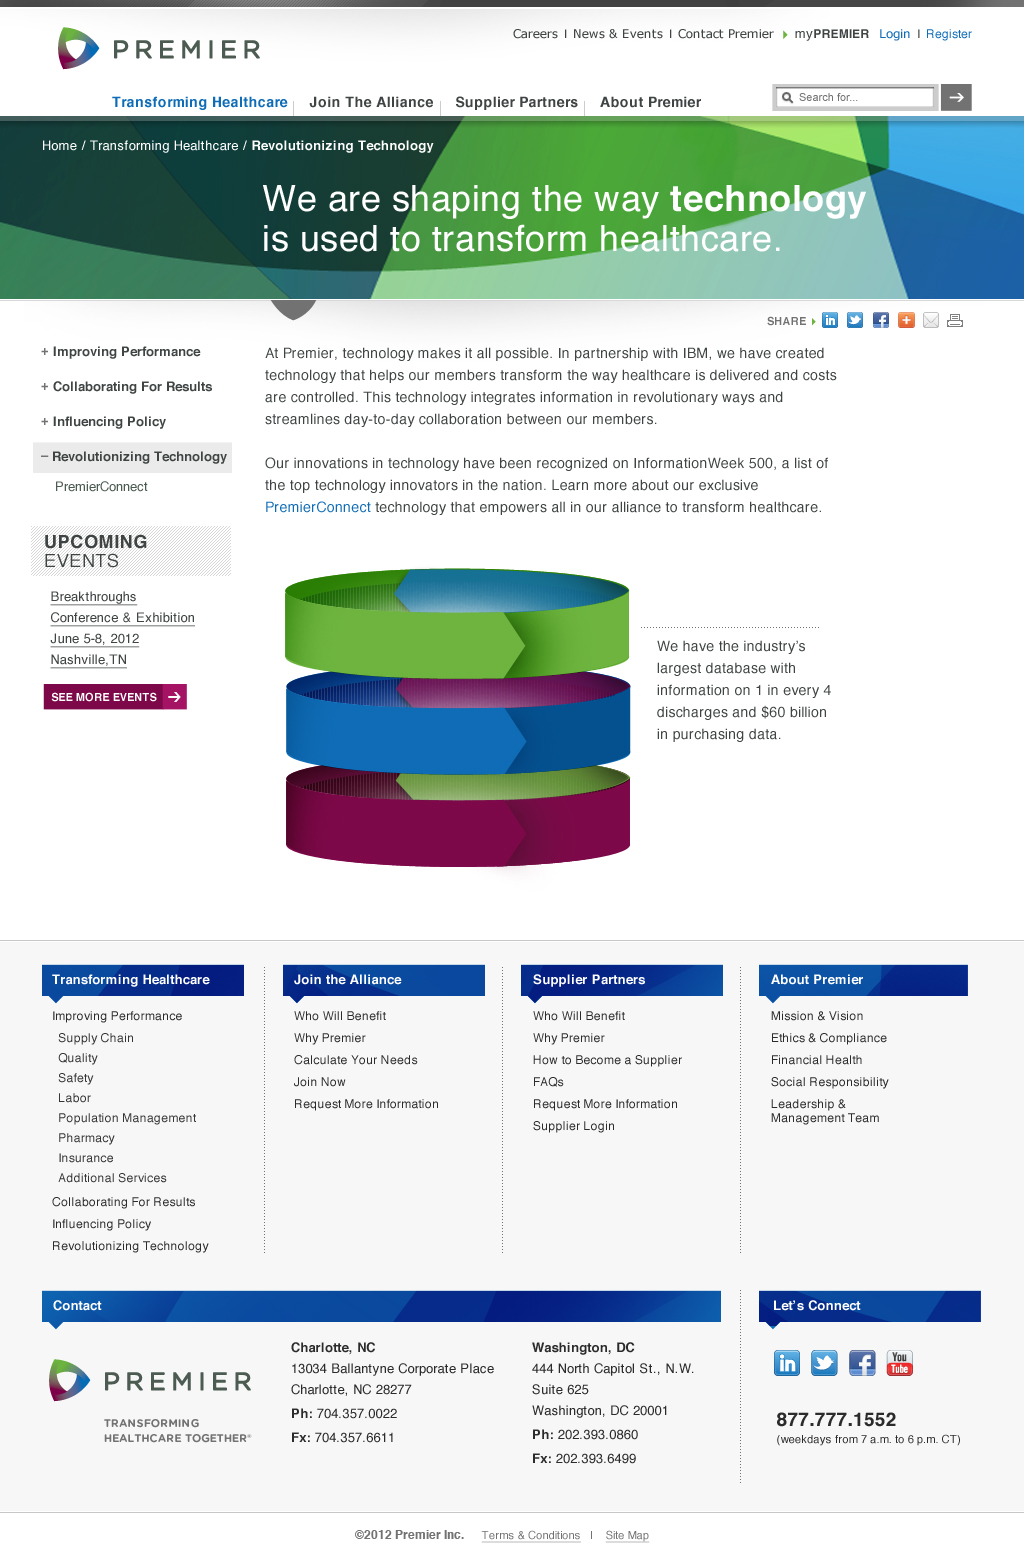 PREMIER
Careers I News & Events I Contact Premier myPREMIER Login I Register
Transforming Healthcare Join The Alliance Supplier Partners About Premier
Search for...
Home / Transforming Healthcare / Revolutionizing Technology
We are shaping the way technology
is used to transform healthcare.
SHARE
+ Improving Performance
+ Collaborating For Results
+ Influencing Policy
– Revolutionizing Technology
PremierConnect
UPCOMING
EVENTS
Breakthroughs
Conference & Exhibition
June 5-8, 2012
Nashville,TN
SEE MORE EVENTS
At Premier, technology makes it all possible. In partnership with IBM, we have created
technology that helps our members transform the way healthcare is delivered and costs
are controlled. This technology integrates information in revolutionary ways and
streamlines day-to-day collaboration between our members.
Our innovations in technology have been recognized on InformationWeek 500, a list of
the top technology innovators in the nation. Learn more about our exclusive
PremierConnect technology that empowers all in our alliance to transform healthcare.
We have the industry's
largest database with
information on 1 in every 4
discharges and $60 billion
in purchasing data.
Transforming Healthcare
Improving Performance
Supply Chain
Quality
Safety
Labor
Population Management
Pharmacy
Insurance
Additional Services
Collaborating For Results
Influencing Policy
Revolutionizing Technology
Join the Alliance
Who Will Benefit
Why Premier
Calculate Your Needs
Join Now
Request More Information
Supplier Partners
Who Will Benefit
Why Premier
How to Become a Supplier
FAQs
Request More Information
Supplier Login
About Premier
Mission & Vision
Ethics & Compliance
Financial Health
Social Responsibility
Leadership &
Management Team
Contact
PREMIER
TRANSFORMING
HEALTHCARE TOGETHER®
Charlotte, NC
13034 Ballantyne Corporate Place
Charlotte, NC 28277
Ph: 704.357.0022
Fx: 704.357.6611
Washington, DC
444 North Capitol St., N.W.
Suite 625
Washington, DC 20001
Ph: 202.393.0860
Fx: 202.393.6499
Let's Connect
in You Tube
877.777.1552
(weekdays from 7 a.m. to 6 p.m. CT)
©2012 Premier Inc. Terms & Conditions I Site Map